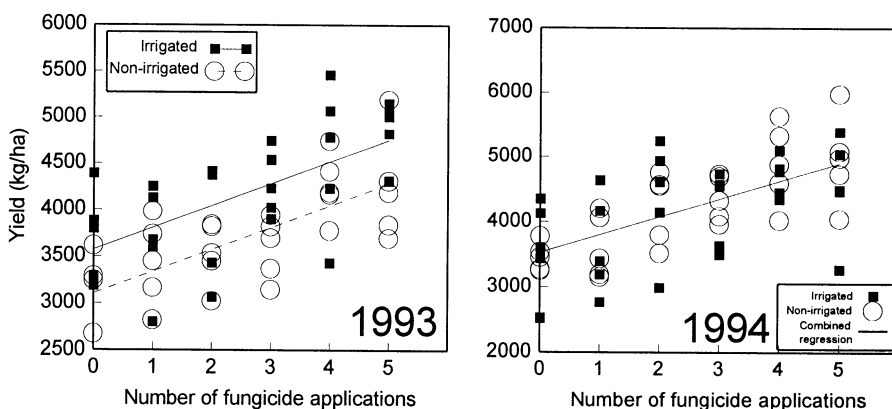 Yield (kg/ha)
6000
5500
5000
4500
4000
3500
3000
2500
Irrigated
Non-irrigated
1993
0 1 2 3 4 5
Number of fungicide applications
7000
6000
5000
4000
3000
2000
1994
Irrigated
Non-irrigated
Combined
regression
0 1 2 3 4 5
Number of fungicide applications